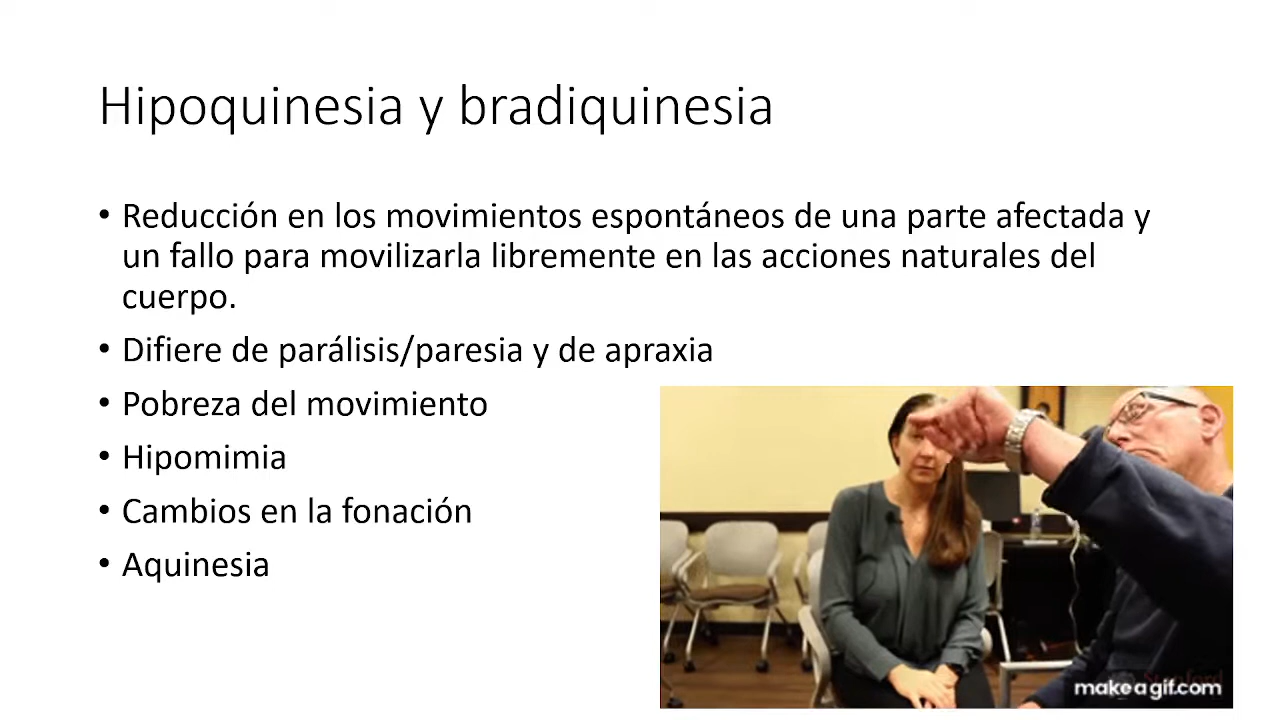 Hipoquinesia y bradiquinesia
• Reducción en los movimientos espontáneos de una parte afectada y
un fallo para movilizarla libremente en las acciones naturales del
cuerpo.
• Difiere de parálisis/paresia y de apraxia
• Pobreza del movimiento
• Hipomimia
• Cambios en la fonación
• Aquinesia
makeagif.com